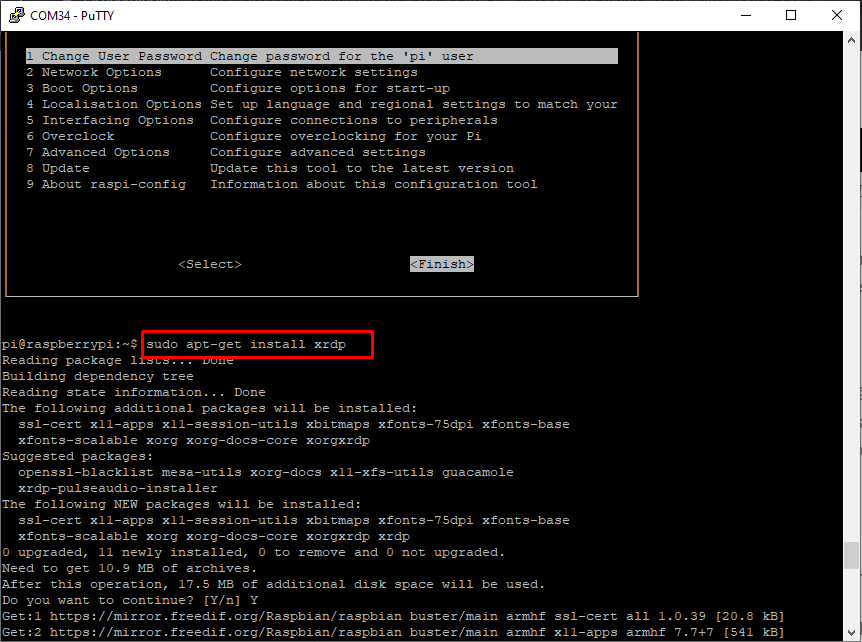 COM34 - PuTTY
1 Change User Password Change password for the 'pi' user
2 Network Options Configure network settings
3 Boot Options Configure options for start-up
4 Localisation Options Set up language and regional settings to match your
5 Interfacing Options Configure connections to peripherals
6 Overclock Configure overclocking for your Pi
7 Advanced Options Configure advanced settings
8 Update Update this tool to the latest version
9 About raspi-config Information about this configuration tool
<Select> <Finish>
pi@raspberrypi:~$ sudo apt-get install xrdp
Reading package lists... Done
Building dependency tree
Reading state information... Done
The following additional packages will be installed:
ssl-cert x11-apps x11-session-utils xbitmaps xfonts-75dpi xfonts-base
xfonts-scalable xorg xorg-docs-core xorgxrdp
Suggested packages:
openssl-blacklist mesa-utils xorg-docs x11-xfs-utils guacamole
xrdp-pulseaudio-installer
The following NEW packages will be installed:
ssl-cert x11-apps x11-session-utils xbitmaps xfonts-75dpi xfonts-base
xfonts-scalable xorg xorg-docs-core xorgxrdp xrdp
0 upgraded, 11 newly installed, 0 to remove and 0 not upgraded.
Need to get 10.9 MB of archives.
After this operation, 17.5 MB of additional disk space will be used.
Do you want to continue? [Y/n] Y
Get:1 https://mirror.freedif.org/Raspbian/raspbian buster/main armhf ssl-cert all 1.0.39 [20.8 kB]
Get:2 https://mirror.freedif.org/Raspbian/raspbian buster/main armhf x11-apps armhf 7.7+7 [541 kB]